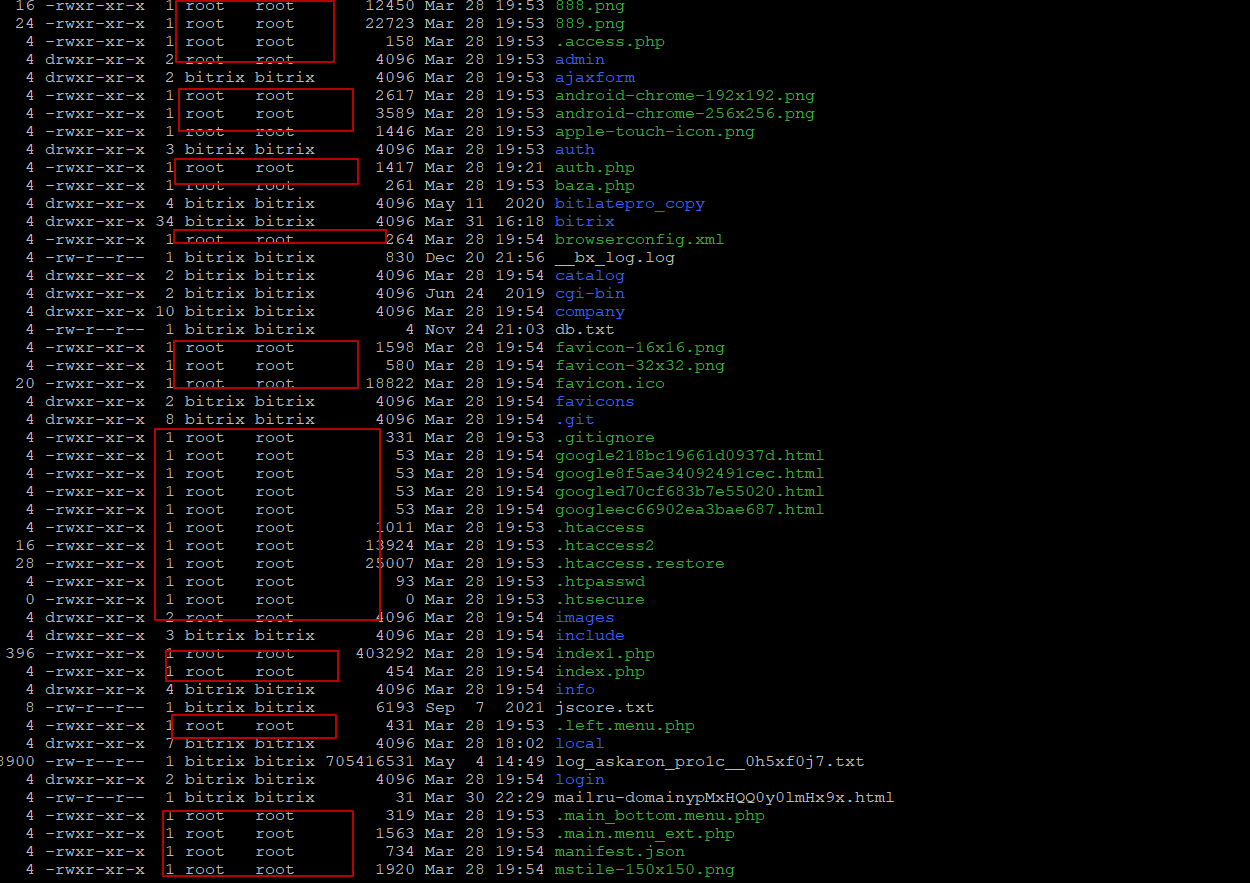 16 -rwxr-xr-x 1 root root 12450 Mar 28 19:53 888.png
24 -rwxr-xr-x 1 root root 22723 Mar 28 19:53 889.png
4 -rwxr-xr-x 1 root root 158 Mar 28 19:53 .access.php
4 drwxr-xr-x 2 root root 4096 Mar 28 19:53 admin
4 drwxr-xr-x 2 bitrix bitrix 4096 Mar 28 19:53 ajaxform
4 -rwxr-xr-x 1 root root 2617 Mar 28 19:53 android-chrome-192x192.png
4 -rwxr-xr-x 1 root root 3589 Mar 28 19:53 android-chrome-256x256.png
4 -rwxr-xr-x 1 root root 1446 Mar 28 19:53 apple-touch-icon.png
4 drwxr-xr-x 3 bitrix bitrix 4096 Mar 28 19:53 auth
4 -rwxr-xr-x 1 root root 1417 Mar 28 19:21 auth.php
4 -rwxr-xr-x 1 root root 261 Mar 28 19:53 baza.php
4 drwxr-xr-x 4 bitrix bitrix 4096 May 11 2020 bitlatepro_copy
4 drwxr-xr-x 34 bitrix bitrix 4096 Mar 31 16:18 bitrix
4 -rwxr-xr-x 1 root root 264 Mar 28 19:54 browserconfig.xml
4 -rw-r--r-- 1 bitrix bitrix 830 Dec 20 21:56 __bx_log.log
4 drwxr-xr-x 2 bitrix bitrix 4096 Mar 28 19:54 catalog
4 drwxr-xr-x 2 bitrix bitrix 4096 Jun 24 2019 cgi-bin
4 drwxr-xr-x 10 bitrix bitrix 4096 Mar 28 19:54 company
4 -rw-r--r-- 1 bitrix bitrix 4 Nov 24 21:03 db.txt
4 -rwxr-xr-x 1 root root 1598 Mar 28 19:54 favicon-16x16.png
4 -rwxr-xr-x 1 root root 580 Mar 28 19:54 favicon-32x32.png
20 -rwxr-xr-x 1 root root 18822 Mar 28 19:54 favicon.ico
4 drwxr-xr-x 2 bitrix bitrix 4096 Mar 28 19:54 favicons
4 drwxr-xr-x 8 bitrix bitrix 4096 Mar 28 19:54 .git
4 -rwxr-xr-x 1 root root 331 Mar 28 19:53 .gitignore
4 -rwxr-xr-x 1 root root 53 Mar 28 19:54 google218bc19661d0937d.html
4 -rwxr-xr-x 1 root root 53 Mar 28 19:54 google8f5ae34092491cec.html
4 -rwxr-xr-x 1 root root 53 Mar 28 19:54 googled70cf683b7e55020.html
4 -rwxr-xr-x 1 root root 53 Mar 28 19:54 googleec66902ea3bae687.html
4 -rwxr-xr-x 1 root root 1011 Mar 28 19:53 .htaccess
16 -rwxr-xr-x 1 root root 13924 Mar 28 19:53 .htaccess2
28 -rwxr-xr-x 1 root root 25007 Mar 28 19:53 .htaccess.restore
4 -rwxr-xr-x 1 root root 93 Mar 28 19:53 .htpasswd
0 -rwxr-xr-x 1 root root 0 Mar 28 19:53 .htsecure
4 drwxr-xr-x 2 root root 4096 Mar 28 19:54 images
4 drwxr-xr-x 3 bitrix bitrix 4096 Mar 28 19:54 include
396 -rwxr-xr-x 1 root root 403292 Mar 28 19:54 index1.php
4 -rwxr-xr-x 1 root root 454 Mar 28 19:54 index.php
4 drwxr-xr-x 4 bitrix bitrix 4096 Mar 28 19:54 info
8 -rw-r--r-- 1 bitrix bitrix 6193 Sep 7 2021 jscore.txt
4 -rwxr-xr-x 1 root root 431 Mar 28 19:53 .left.menu.php
4 drwxr-xr-x 7 bitrix bitrix 4096 Mar 28 18:02 local
8900 -rw-r--r-- 1 bitrix bitrix 705416531 May 4 14:49 log_askaron_pro1c__0h5xf0j7.txt
4 drwxr-xr-x 2 bitrix bitrix 4096 Mar 28 19:54 login
4 -rw-r--r-- 1 bitrix bitrix 31 Mar 30 22:29 mailru-domainypMxHQQ0y0lmHx9x.html
4 -rwxr-xr-x 1 root root 319 Mar 28 19:53 .main_bottom.menu.php
4 -rwxr-xr-x 1 root root 1563 Mar 28 19:53 .main.menu_ext.php
4 -rwxr-xr-x 1 root root 734 Mar 28 19:54 manifest.json
4 -rwxr-xr-x 1 root root 1920 Mar 28 19:54 mstile-150x150.png